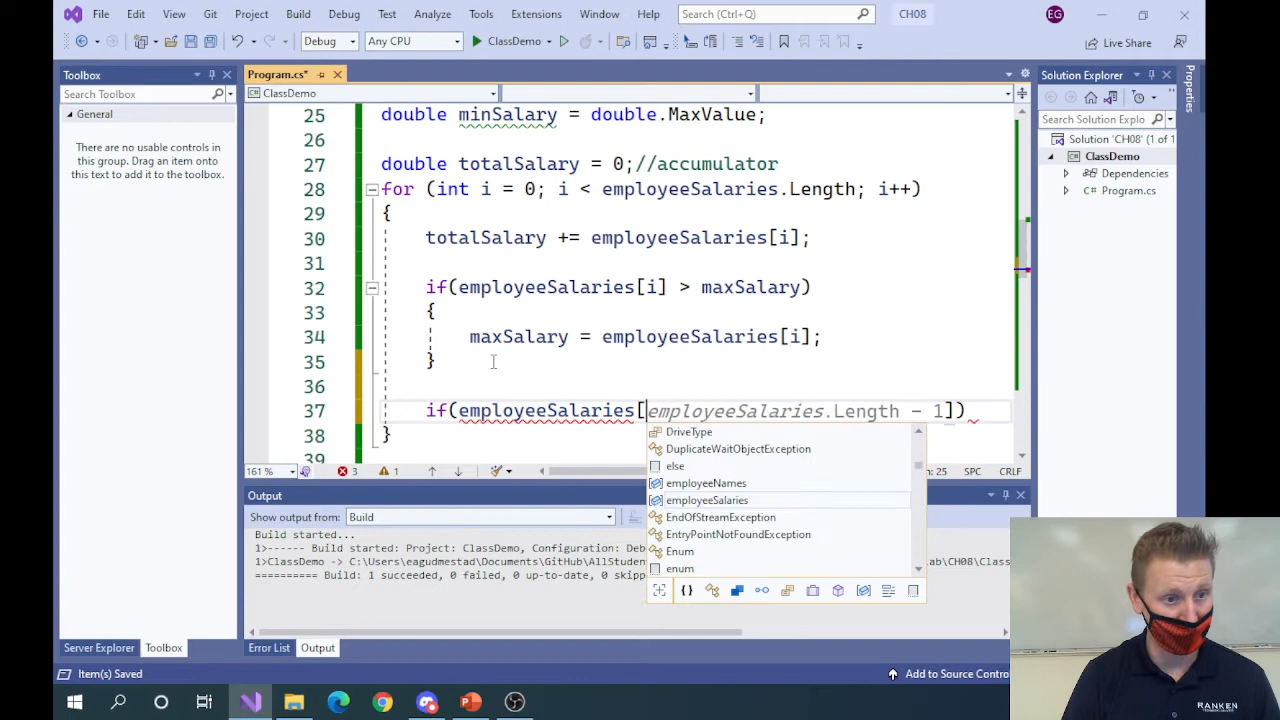 File Edit View Git Project Build Debug Test Analyze Tools Extensions Window Help Search (Ctrl+Q) CH08 EG
Debug Any CPU ClassDemo Live Share
Toolbox
Search Toolbox
General
There are no usable controls in
this group. Drag an item onto
this text to add it to the toolbox.
Server Explorer Toolbox
Program.cs*
ClassDemo
25 double minSalary = double.MaxValue;
26
27 double totalSalary = 0;//accumulator
28 for (int i = 0; i < employeeSalaries.Length; i++)
29 {
30 totalSalary += employeeSalaries[i];
31
32 if(employeeSalaries[i] > maxSalary)
33 {
34 maxSalary = employeeSalaries[i];
35 }
36
37 if(employeeSalaries[employeeSalaries.Length - 1])
38 }
39
DriveType
DuplicateWaitObjectException
else
employeeNames
employeeSalaries
EndOfStreamException
EntryPointNotFoundException
Enum
enum
161 % 3 1 SPC CRLF
Output
Show output from: Build
Build started...
1>------ Build started: Project: ClassDemo, Configuration: Deb
1>ClassDemo -> C:\Users\eagudmestad\Documents\GitHub\AllStuden
========== Build: 1 succeeded, 0 failed, 0 up-to-date, 0 skipp
Error List Output
Solution Explorer
Search Solution Explo
Solution 'CH08' (1 of 1
ClassDemo
Dependencies
Program.cs
Properties
Item(s) Saved Add to Source Contro
RANKEN